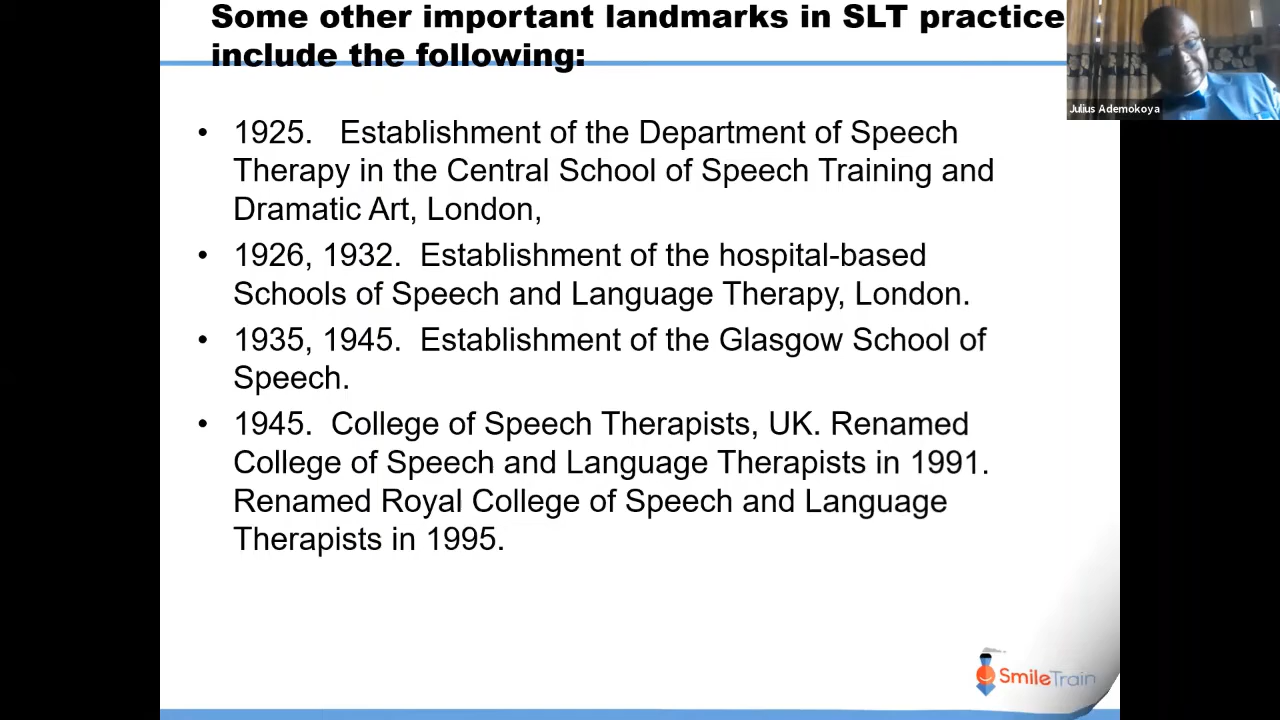 Some other important landmarks in SLT practice
include the following:
Julius Ademokoya
• 1925. Establishment of the Department of Speech
Therapy in the Central School of Speech Training and
Dramatic Art, London,
• 1926, 1932. Establishment of the hospital-based
Schools of Speech and Language Therapy, London.
• 1935, 1945. Establishment of the Glasgow School of
Speech.
• 1945. College of Speech Therapists, UK. Renamed
College of Speech and Language Therapists in 1991.
Renamed Royal College of Speech and Language
Therapists in 1995.
SmileTrain